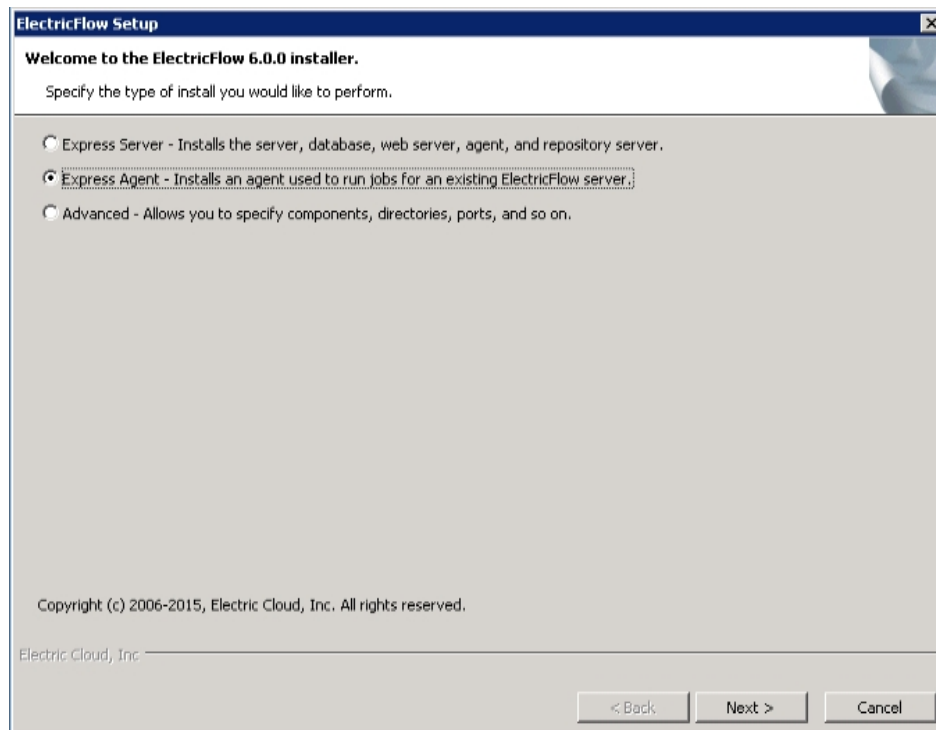 ElectricFlow Setup
Welcome to the ElectricFlow 6.0.0 installer.
Specify the type of install you would like to perform.
Express Server - Installs the server, database, web server, agent, and repository server.
Express Agent - Installs an agent used to run jobs for an existing ElectricFlow server.
Advanced - Allows you to specify components, directories, ports, and so on.
Copyright (c) 2006-2015, Electric Cloud, Inc. All rights reserved.
Electric Cloud, Inc
< Back Next > Cancel